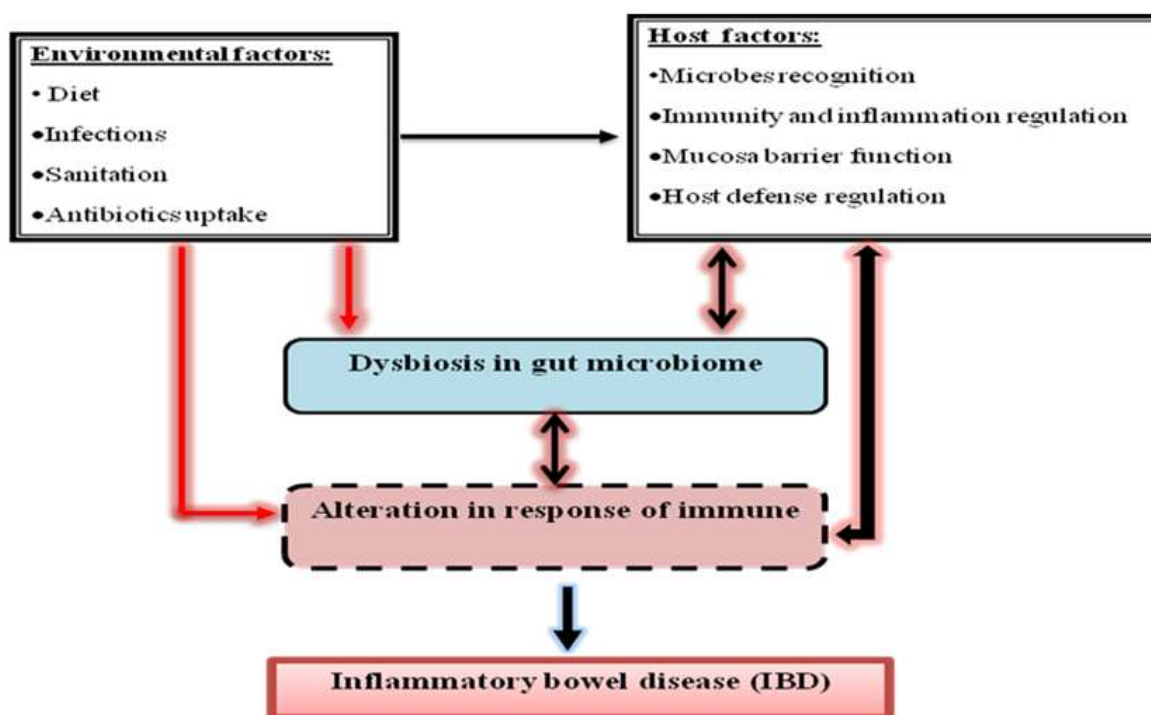 Environmental factors:
• Diet
•Infections
•Sanitation
•Antibiotics uptake
Host factors:
•Microbes recognition
•Immunity and inflammation regulation
•Mucosa barrier function
•Host defense regulation
Dysbiosis in gut microbiome
Alteration in response of immune
Inflammatory bowel disease (IBD)